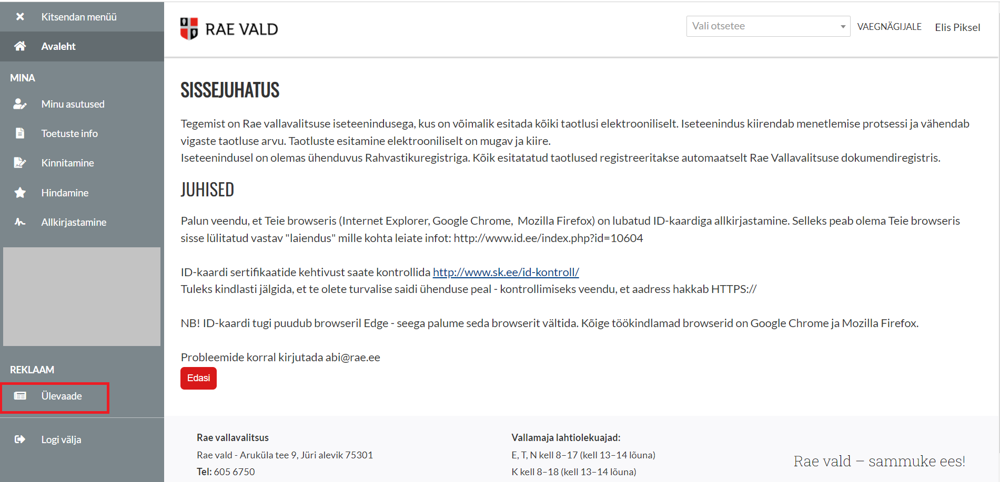 Kitsendan menüü
Avaleht
MINA
Minu asutused
Toetuste info
Kinnitamine
Hindamine
Allkirjastamine
REKLAAM
Ülevaade
Logi välja
RAE VALD
Vali otsetee
VAEGNÄGIJALE
Elis Piksel
SISSEJUHATUS
Tegemist on Rae vallavalitsuse iseteenindusega, kus on võimalik esitada kõiki taotlusi elektrooniliselt. Iseteenindus kiirendab menetlemise protsessi ja vähendab
vigaste taotluse arvu. Taotluste esitamine elektrooniliselt on mugav ja kiire.
Iseteenindusel on olemas ühenduvus Rahvastikuregistriga. Kõik esitatatud taotlused registreeritakse automaatselt Rae Vallavalitsuse dokumendiregistris.
JUHISED
Palun veendu, et Teie browseris (Internet Explorer, Google Chrome,  Mozilla Firefox) on lubatud ID-kaardiga allkirjastamine. Selleks peab olema Teie browseris
sisse lülitatud vastav "laiendus" mille kohta leiate infot: http://www.id.ee/index.php?id=10604
ID-kaardi sertifikaatide kehtivust saate kontrollida http://www.sk.ee/id-kontroll/
Tuleks kindlasti jälgida, et te olete turvalise saidi ühenduse peal - kontrollimiseks veendu, et aadress hakkab HTTPS://
NB! ID-kaardi tugi puudub browseril Edge - seega palume seda browserit vältida. Kõige töökindlamad browserid on Google Chrome ja Mozilla Firefox.
Probleemide korral kirjutada abi@rae.ee
Edasi
Rae vallavalitsus
Rae vald - Aruküla tee 9, Jüri alevik 75301
Tel: 605 6750
Vallamaja lahtiolekuajad:
E, T, N kell 8–17 (kell 13–14 lõuna)
K kell 8–18 (kell 13–14 lõuna)
Rae vald – sammuke ees!